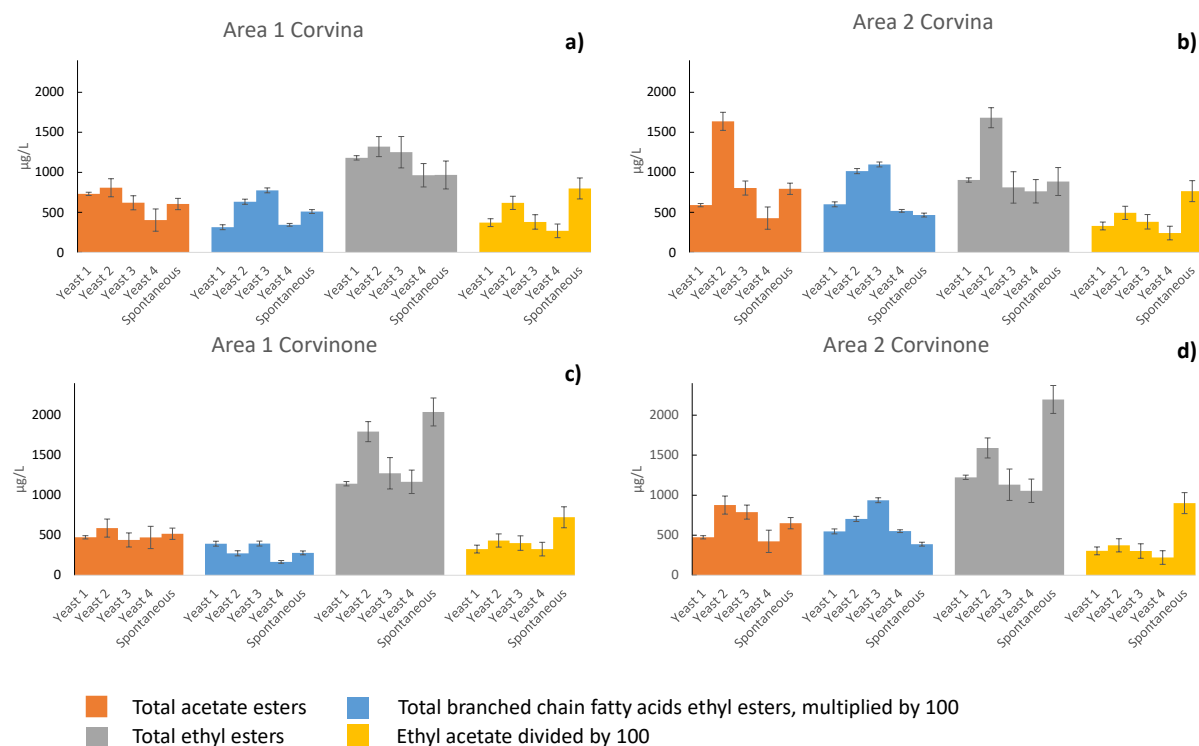 Area 1 Corvina
a)
2000
1500
1000
500
0
µg/L
Yeast 1
Yeast 2
Yeast 3
Yeast 4
Spontaneous
Yeast 1
Yeast 2
Yeast 3
Yeast 4
Spontaneous
Yeast 1
Yeast 2
Yeast 3
Yeast 4
Spontaneous
Yeast 1
Yeast 2
Yeast 3
Yeast 4
Spontaneous
Area 2 Corvina
b)
2000
1500
1000
500
0
µg/L
Yeast 1
Yeast 2
Yeast 3
Yeast 4
Spontaneous
Yeast 1
Yeast 2
Yeast 3
Yeast 4
Spontaneous
Yeast 1
Yeast 2
Yeast 3
Yeast 4
Spontaneous
Yeast 1
Yeast 2
Yeast 3
Yeast 4
Spontaneous
Area 1 Corvinone
c)
2000
1500
1000
500
0
µg/L
Yeast 1
Yeast 2
Yeast 3
Yeast 4
Spontaneous
Yeast 1
Yeast 2
Yeast 3
Yeast 4
Spontaneous
Yeast 1
Yeast 2
Yeast 3
Yeast 4
Spontaneous
Yeast 1
Yeast 2
Yeast 3
Yeast 4
Spontaneous
Area 2 Corvinone
d)
2000
1500
1000
500
0
µg/L
Yeast 1
Yeast 2
Yeast 3
Yeast 4
Spontaneous
Yeast 1
Yeast 2
Yeast 3
Yeast 4
Spontaneous
Yeast 1
Yeast 2
Yeast 3
Yeast 4
Spontaneous
Yeast 1
Yeast 2
Yeast 3
Yeast 4
Spontaneous
Total acetate esters
Total branched chain fatty acids ethyl esters, multiplied by 100
Total ethyl esters
Ethyl acetate divided by 100